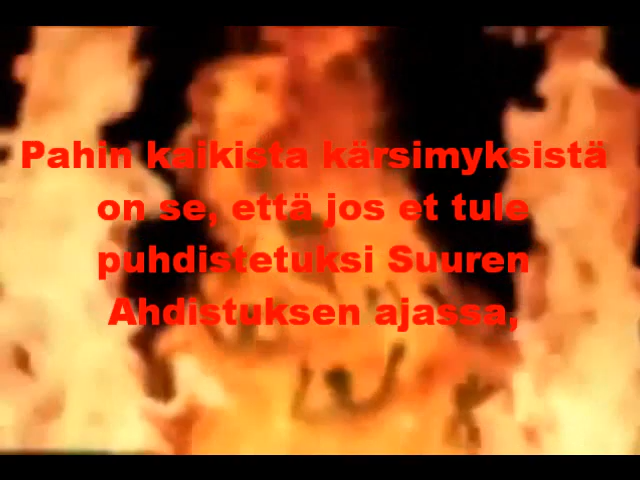 Pahin kaikista kärsimyksistä
on se, että jos et tule
puhdistetuksi Suuren
Ahdistuksen ajassa,